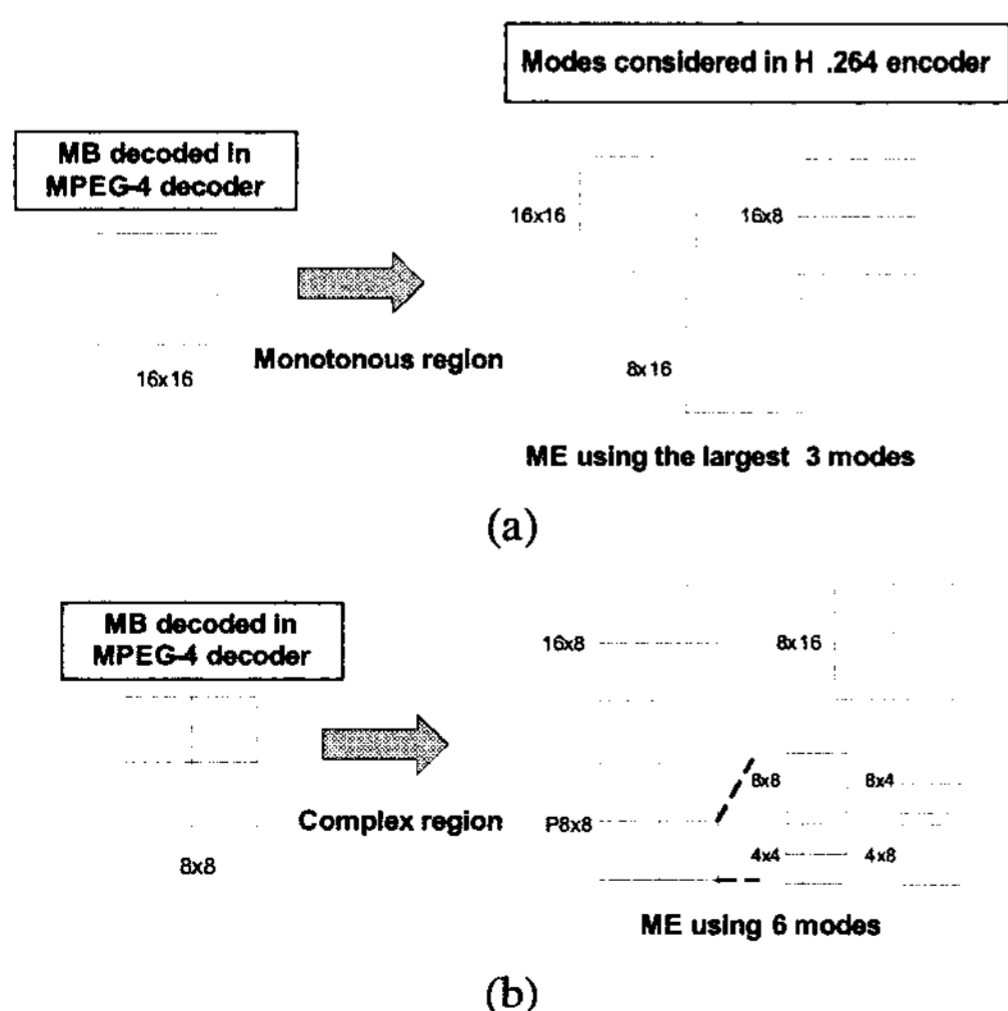 Modes considered in H .264 encoder
MB decoded in
MPEG-4 decoder
16x16
16x8
Monotonous region
16x16
8x16
ME using the largest 3 modes
(a)
MB decoded in
MPEG-4 decoder
16x8
8x16
8x8
8x4
Complex region
P8x8
4x4
4x8
8x8
ME using 6 modes
(b)